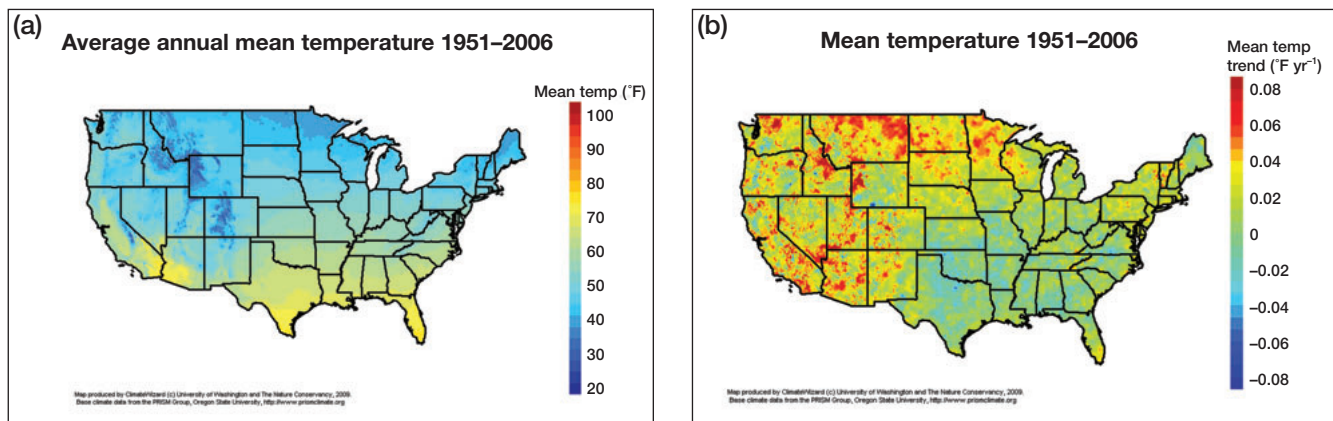 (a)
Average annual mean temperature 1951–2006
Mean temp (°F)
100
90
80
70
60
50
40
30
20
Map produced by ClimateWizard (c) University of Washington and The Nature Conservancy, 2009.
Base climate data from the PRISM Group, Oregon State University, http://www.prismclimate.org
(b)
Mean temperature 1951–2006
Mean temp
trend (°F yr⁻¹)
0.08
0.06
0.04
0.02
0
–0.02
–0.04
–0.06
–0.08
Map produced by ClimateWizard (c) University of Washington and The Nature Conservancy, 2009.
Base climate data from the PRISM Group, Oregon State University, http://www.prismclimate.org